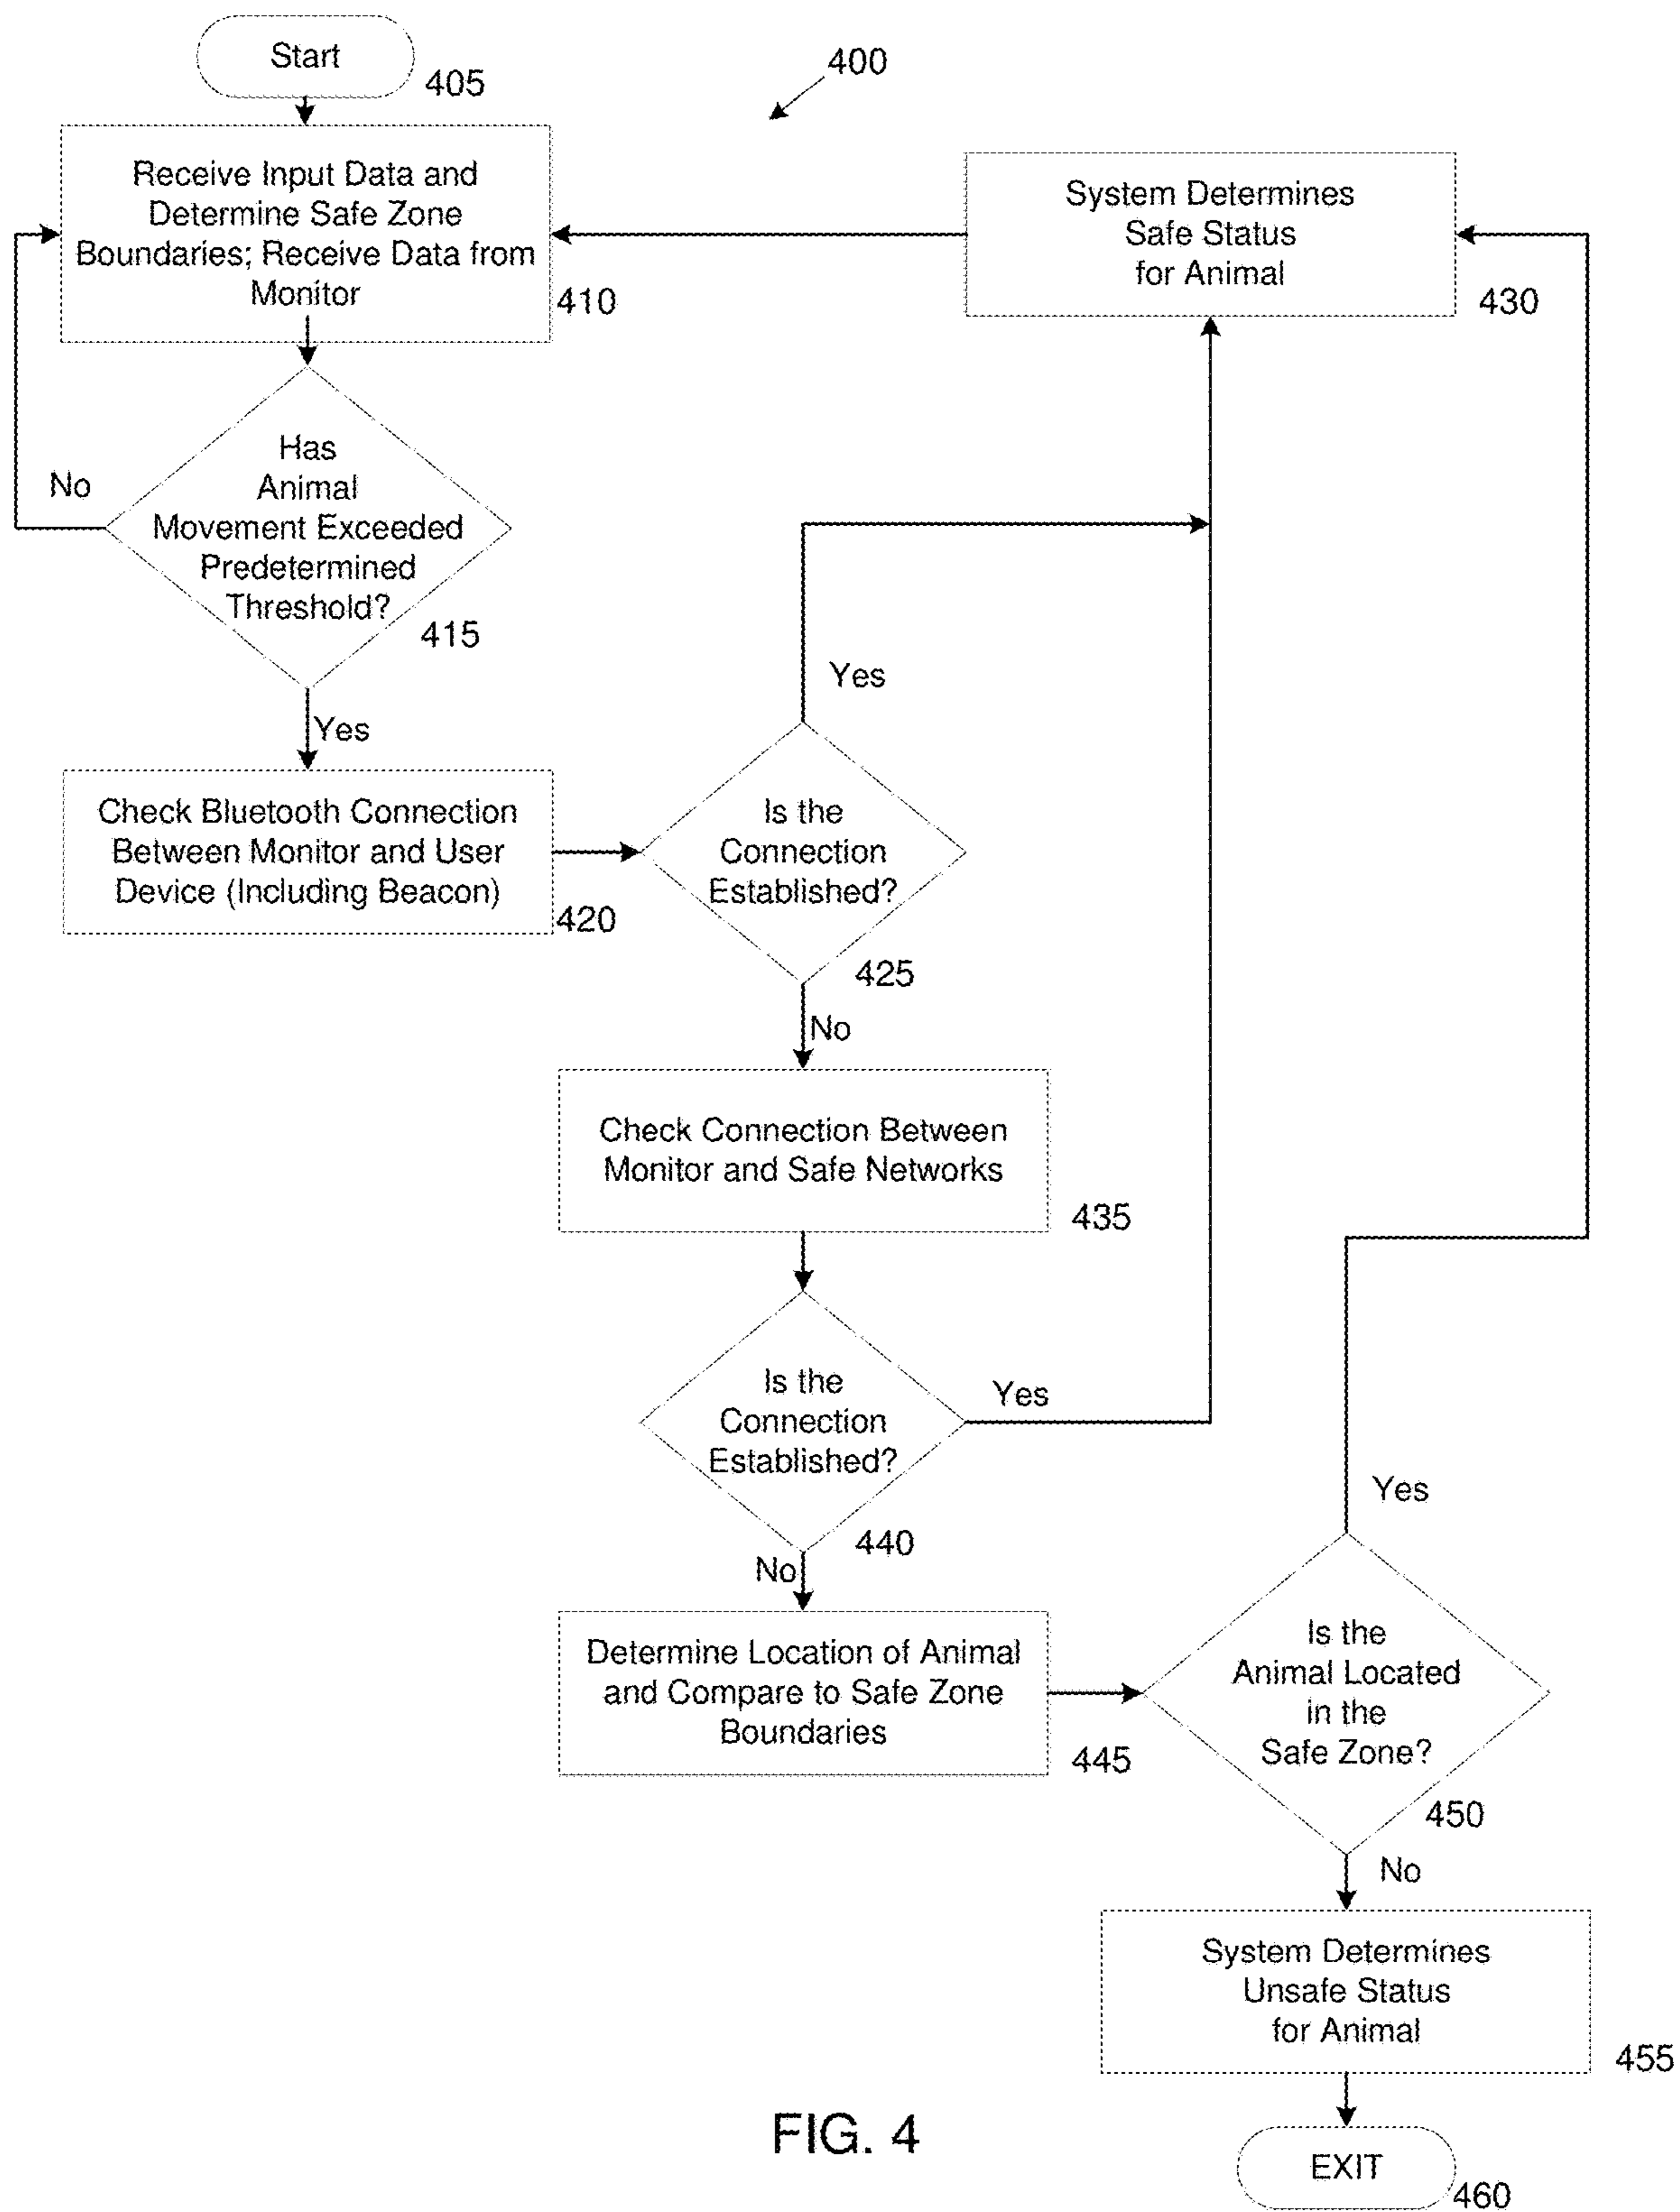 Start
405
400
Receive Input Data and
Determine Safe Zone
Boundaries; Receive Data from
Monitor
410
System Determines
Safe Status
for Animal
430
Has
Animal
Movement Exceeded
Predetermined
Threshold?
415
No
Yes
Check Bluetooth Connection
Between Monitor and User
Device (Including Beacon)
420
Is the
Connection
Established?
425
Yes
No
Check Connection Between
Monitor and Safe Networks
435
Is the
Connection
Established?
440
Yes
No
Determine Location of Animal
and Compare to Safe Zone
Boundaries
445
Is the
Animal Located
in the
Safe Zone?
450
Yes
No
System Determines
Unsafe Status
for Animal
455
EXIT
460
FIG. 4